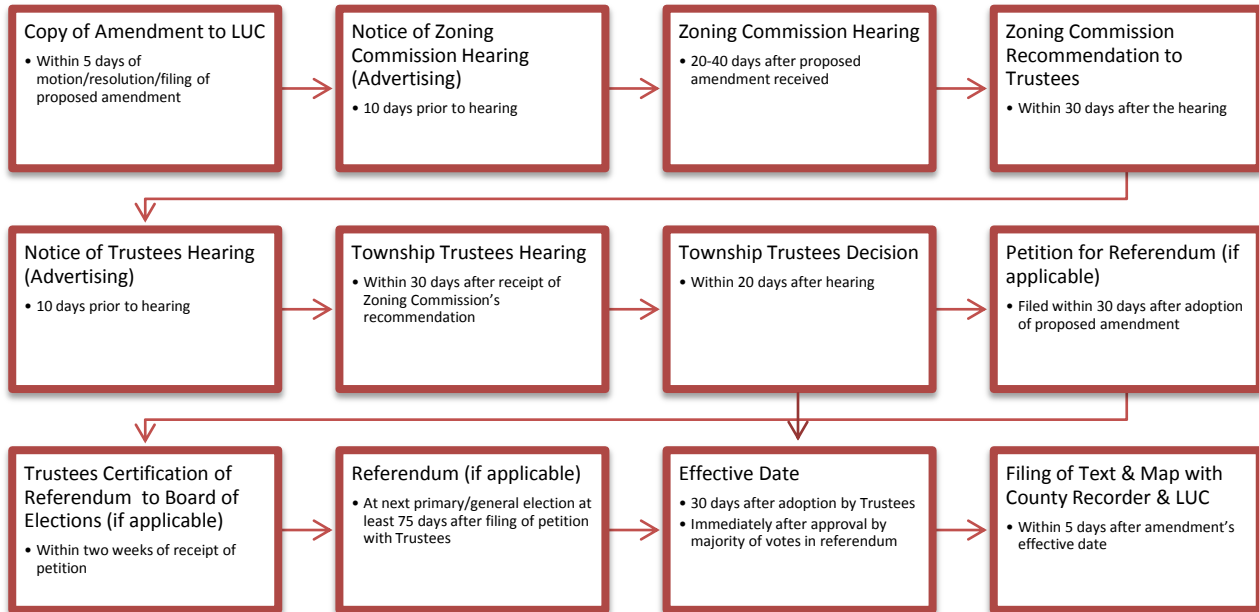 Copy of Amendment to LUC
• Within 5 days of
motion/resolution/filing of
proposed amendment
Notice of Zoning
Commission Hearing
(Advertising)
• 10 days prior to hearing
Zoning Commission Hearing
• 20-40 days after proposed
amendment received
Zoning Commission
Recommendation to
Trustees
• Within 30 days after the hearing
Notice of Trustees Hearing
(Advertising)
• 10 days prior to hearing
Township Trustees Hearing
• Within 30 days after receipt of
Zoning Commission’s
recommendation
Township Trustees Decision
• Within 20 days after hearing
Petition for Referendum (if
applicable)
• Filed within 30 days after adoption
of proposed amendment
Trustees Certification of
Referendum to Board of
Elections (if applicable)
• Within two weeks of receipt of
petition
Referendum (if applicable)
• At next primary/general election at
least 75 days after filing of petition
with Trustees
Effective Date
• 30 days after adoption by Trustees
• Immediately after approval by
majority of votes in referendum
Filing of Text & Map with
County Recorder & LUC
• Within 5 days after amendment’s
effective date